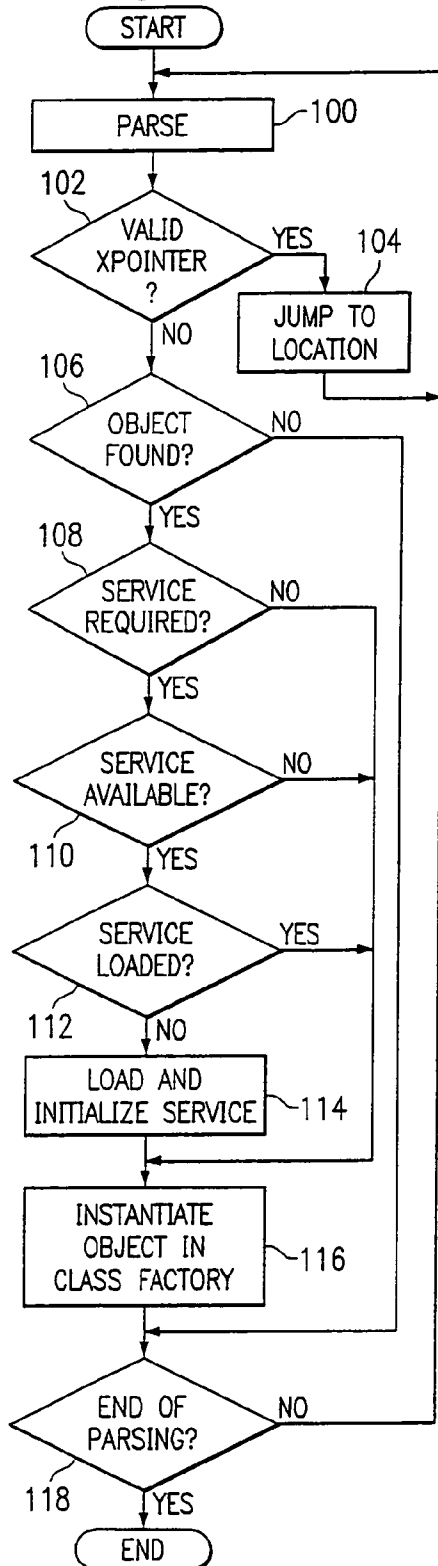 START
PARSE
100
102
VALID
XPOINTER
?
YES
104
JUMP TO
LOCATION
NO
106
OBJECT
FOUND?
NO
YES
108
SERVICE
REQUIRED?
NO
YES
SERVICE
AVAILABLE?
NO
110
YES
SERVICE
LOADED?
YES
112
NO
LOAD AND
INITIALIZE SERVICE
114
INSTANTIATE
OBJECT IN
CLASS FACTORY
116
END OF
PARSING?
NO
118
YES
END